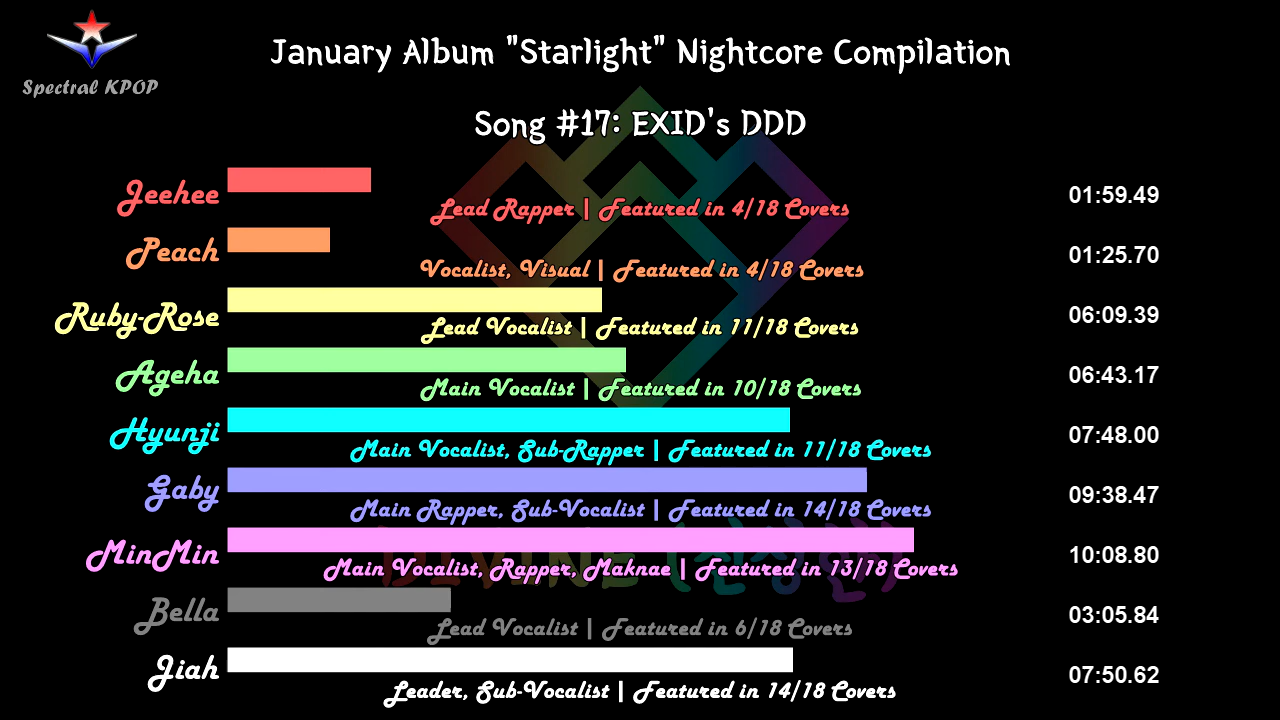 January Album "Starlight" Nightcore Compilation
Spectral KPOP
Song #17: EXID's DDD
Jeehee
01:59.49
Lead Rapper | Featured in 4/18 Covers
Peach
01:25.70
Vocalist, Visual | Featured in 4/18 Covers
Ruby-Rose
06:09.39
Lead Vocalist | Featured in 11/18 Covers
Ageha
06:43.17
Main Vocalist | Featured in 10/18 Covers
Hyunji
07:48.00
Main Vocalist, Sub-Rapper | Featured in 11/18 Covers
Gaby
09:38.47
Main Rapper, Sub-Vocalist | Featured in 14/18 Covers
MinMin
10:08.80
Main Vocalist, Rapper, Maknae | Featured in 13/18 Covers
DIVINE
Bella
03:05.84
Lead Vocalist | Featured in 6/18 Covers
Jiah
07:50.62
Leader, Sub-Vocalist | Featured in 14/18 Covers